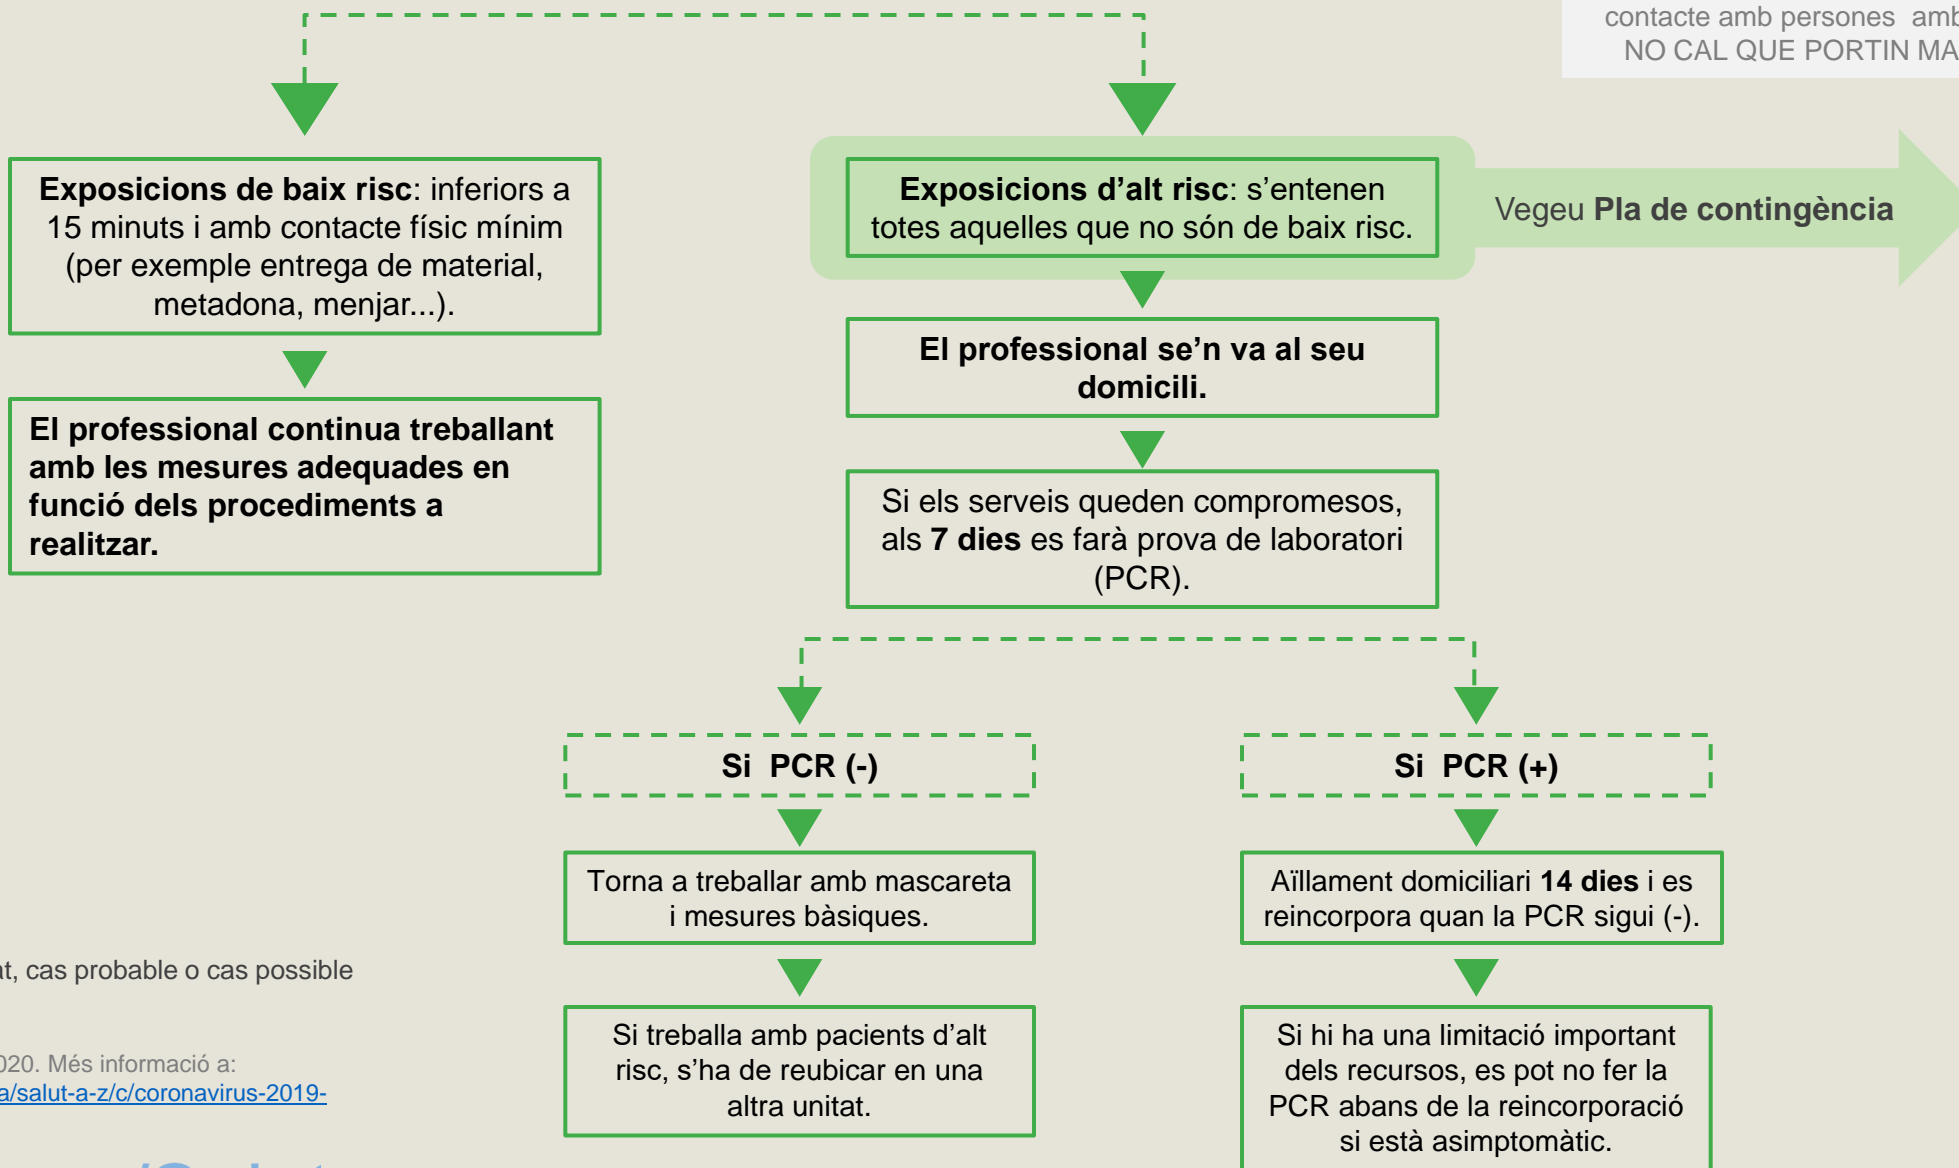 contacte amb persones amb
NO CAL QUE PORTIN
Exposicions de baix risc: inferiors a
15 minuts i amb contacte físic mínim
(per exemple entrega de material,
metadona, menjar...).
El professional continua treballant
amb les mesures adequades en
funció dels procediments a
realitzar.
Exposicions d’alt risc: s’entenen
totes aquelles que no són de baix risc.
Vegeu Pla de contingència
El professional se’n va al seu
domicili.
Si els serveis queden compromesos,
als 7 dies es farà prova de laboratori
(PCR).
Si PCR (-)
Torna a treballar amb mascareta
i mesures bàsiques.
Si treballa amb pacients d’alt
risc, s’ha de reubicar en una
altra unitat.
Si PCR (+)
Aïllament domiciliari 14 dies i es
reincorpora quan la PCR sigui (-).
Si hi ha una limitació important
dels recursos, es pot no fer la
PCR abans de la reincorporació
si està asimptomàtic.
at, cas probable o cas possible
020. Més informació a:
a/salut-a-z/c/coronavirus-2019-